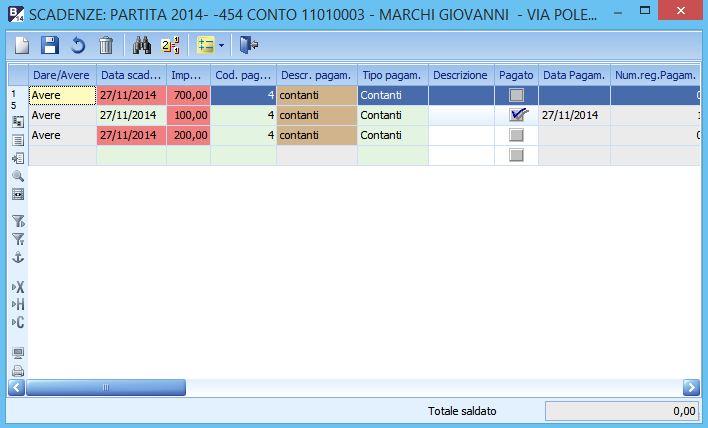 SCADENZE: PARTITA 2014- -454 CONTO 11010003 - MARCHI GIOVANNI - VIA POLE...
Dare/Avere Data scad... Imp... Cod. pag... Descr. pagam. Tipo pagam. Descrizione Pagato Data Pagam. Num.reg.Pagam.
1
5
Avere 27/11/2014 700,00 4 contanti Contanti 0
Avere 27/11/2014 100,00 4 contanti Contanti 27/11/2014 1
Avere 27/11/2014 200,00 4 contanti Contanti 0
X
H
C
Totale saldato 0,00